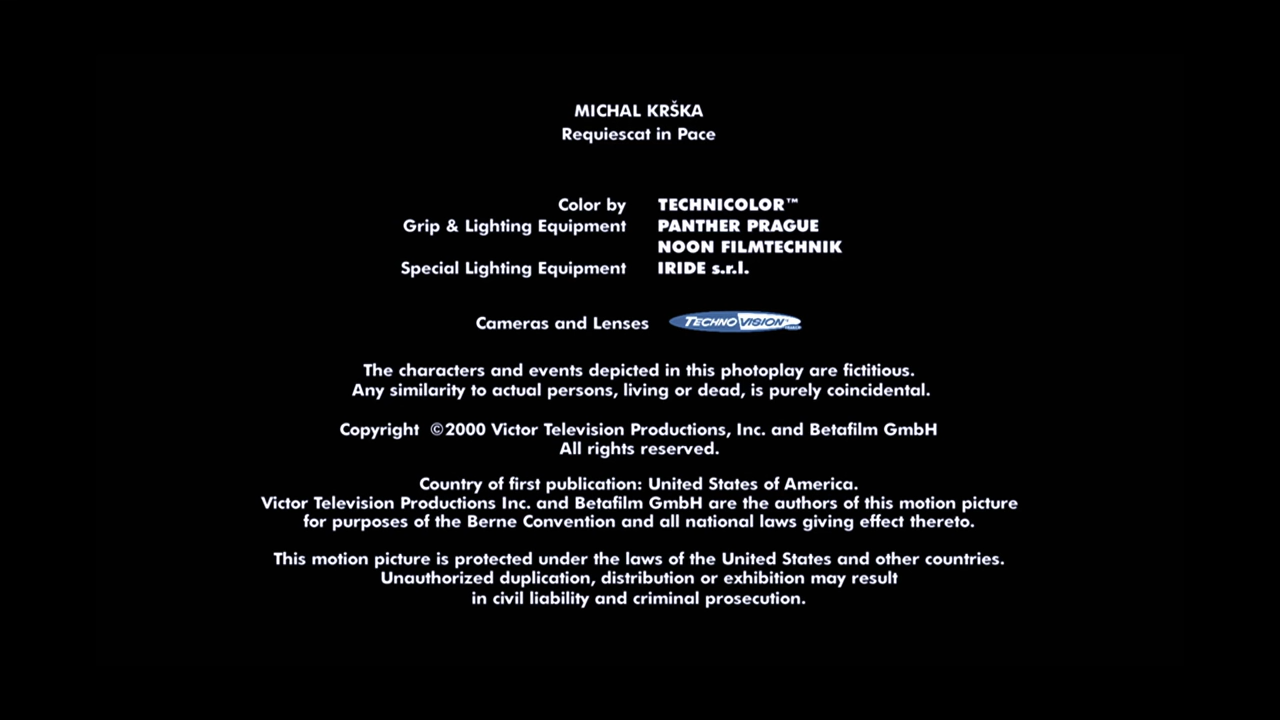 MICHAL KRŠKA
Requiescat in Pace
Color by TECHNICOLOR™
Grip & Lighting Equipment PANTHER PRAGUE
NOON FILMTECHNIK
Special Lighting Equipment IRIDE s.r.l.
Cameras and Lenses TECHNOVISION
The characters and events depicted in this photoplay are fictitious.
Any similarity to actual persons, living or dead, is purely coincidental.
Copyright ©2000 Victor Television Productions, Inc. and Betafilm GmbH
All rights reserved.
Country of first publication: United States of America.
Victor Television Productions Inc. and Betafilm GmbH are the authors of this motion picture
for purposes of the Berne Convention and all national laws giving effect thereto.
This motion picture is protected under the laws of the United States and other countries.
Unauthorized duplication, distribution or exhibition may result
in civil liability and criminal prosecution.